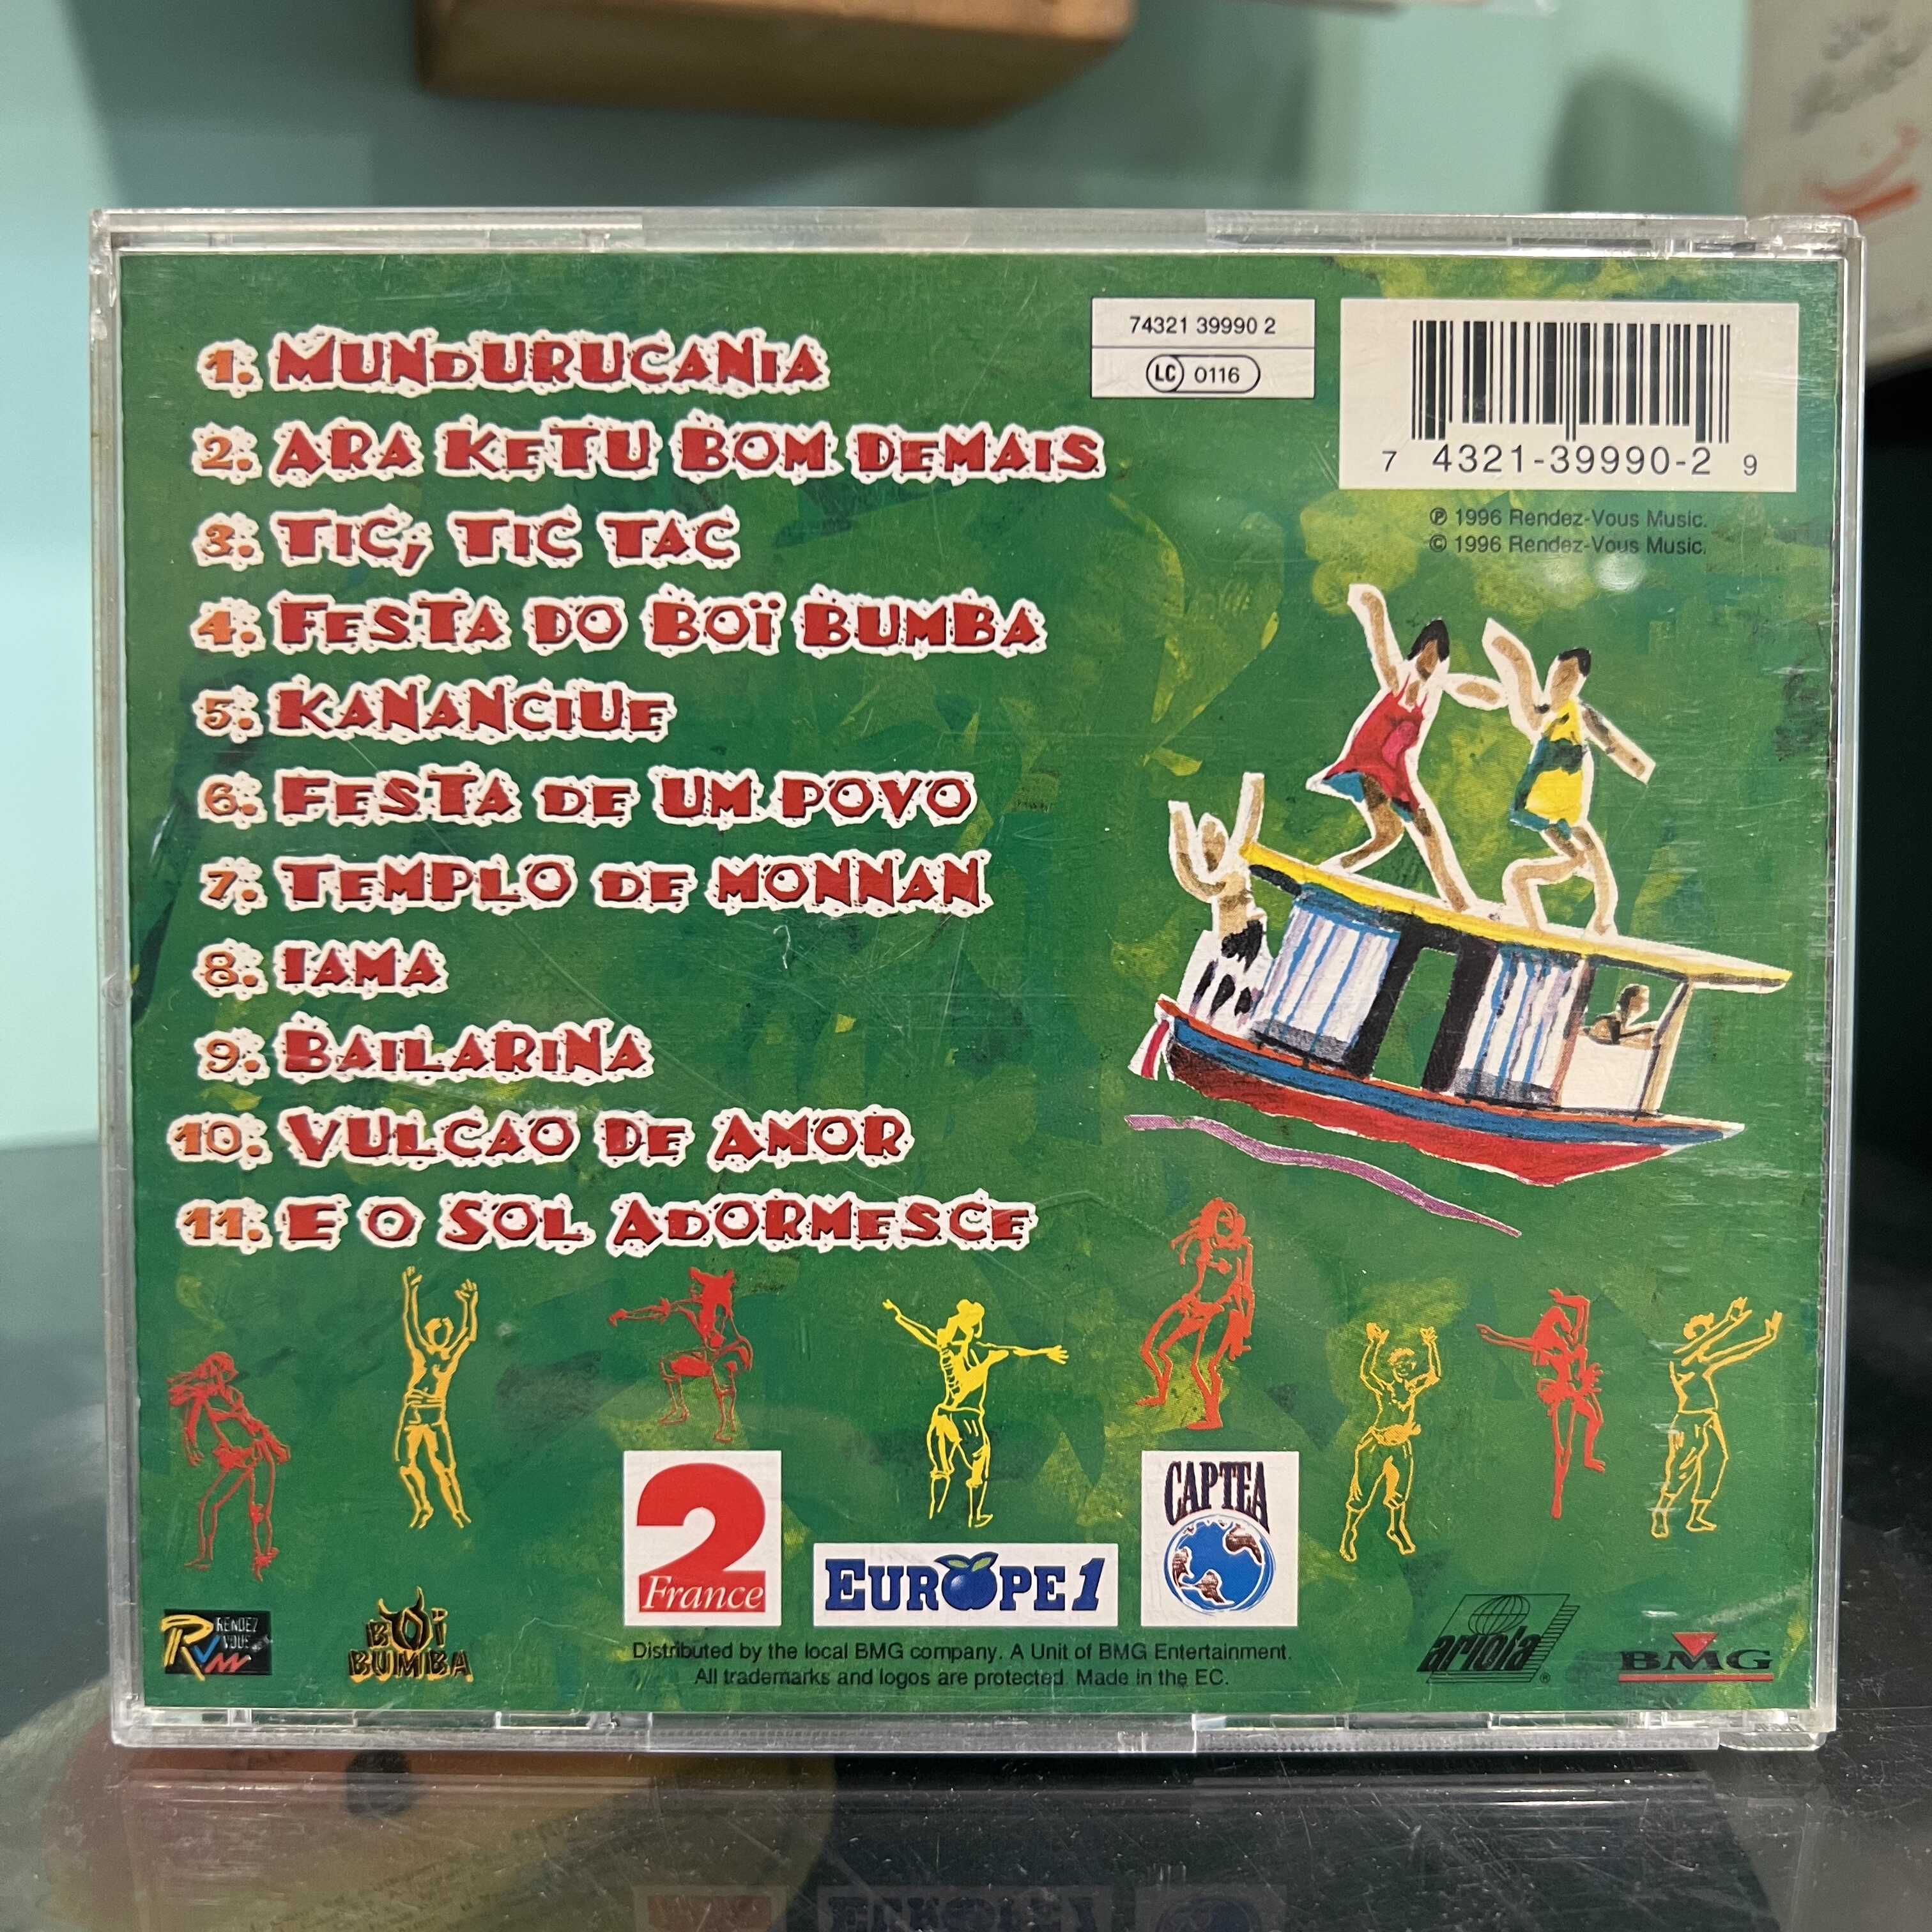 1. MUNDURUCANIA
2. ARA KETU BOM DEMAIS
3. TIC, TIC TAC
4. FESTA DO BOÏ BUMBA
5. KANANCIUE
6. FESTA DE UM POVO
7. TEMPLO DE MONNAN
8. IAMA
9. BAILARINA
10. VULCAO DE AMOR
11. E O SOL ADORMESCE
74321 39990 2
LC 0116
7 4321-39990-2 9
℗ 1996 Rendez-Vous Music.
© 1996 Rendez-Vous Music.
2
France
EUROPE 1
CAPTEA
RV
RENDEZ
VOUS
BOI
BUMBA
Distributed by the local BMG company. A Unit of BMG Entertainment.
All trademarks and logos are protected. Made in the EC.
ariola ®
BMG